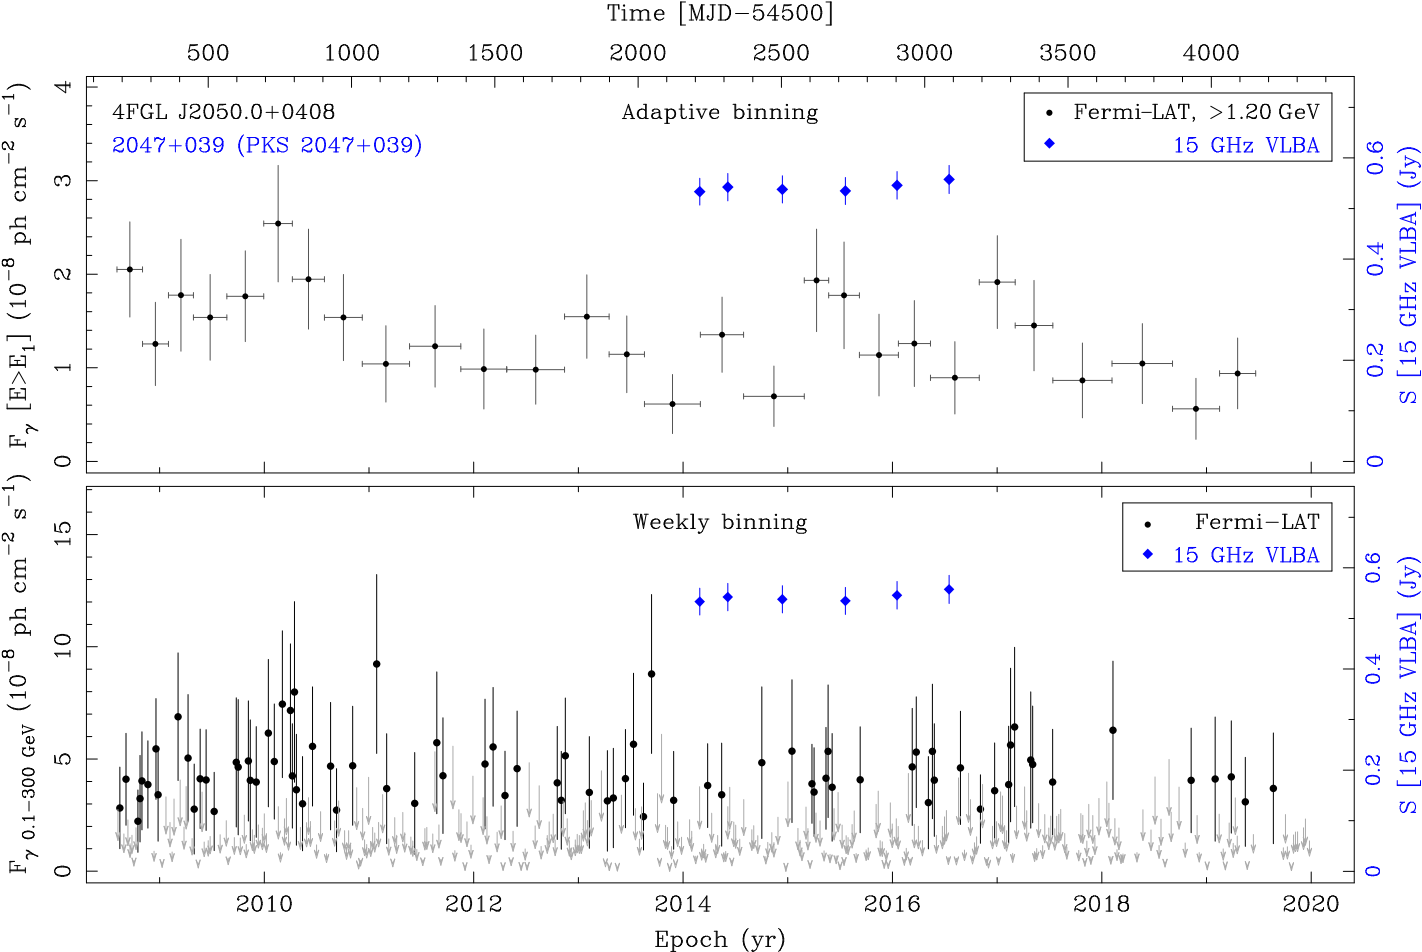 Time [MJD−54500]
500 1000 1500 2000 2500 3000 3500 4000
4FGL J2050.0+0408
2047+039 (PKS 2047+039)
Adaptive binning
Fermi−LAT, >1.20 GeV
15 GHz VLBA
F_γ [E>E_1] (10^−8 ph cm^−2 s^−1)
4
3
2
1
0
S [15 GHz VLBA] (Jy)
0.6
0.4
0.2
0
Weekly binning
Fermi−LAT
15 GHz VLBA
F_γ 0.1−300 GeV (10^−8 ph cm^−2 s^−1)
15
10
5
0
S [15 GHz VLBA] (Jy)
0.6
0.4
0.2
0
2010 2012 2014 2016 2018 2020
Epoch (yr)